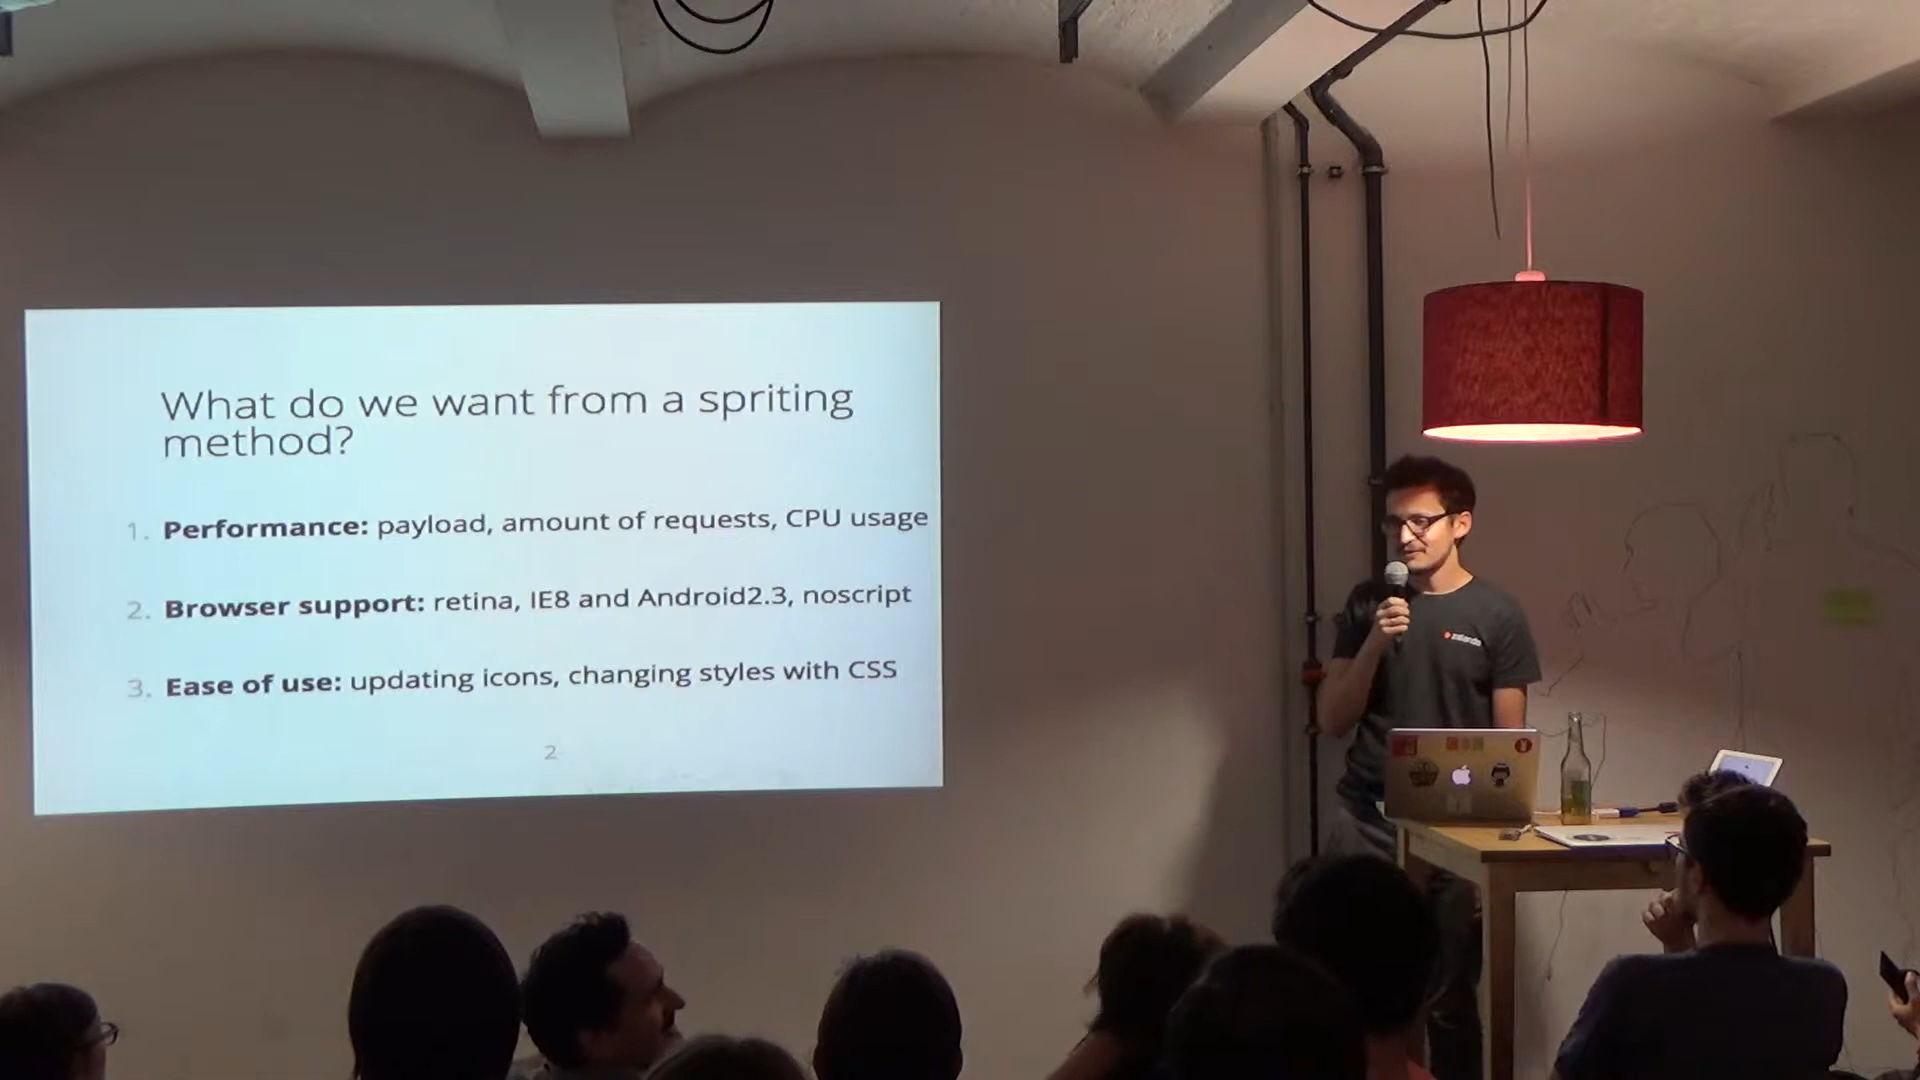 What do we want from a spriting
method?
1. Performance: payload, amount of requests, CPU usage
2. Browser support: retina, IE8 and Android2.3, noscript
3. Ease of use: updating icons, changing styles with CSS
2
zalando